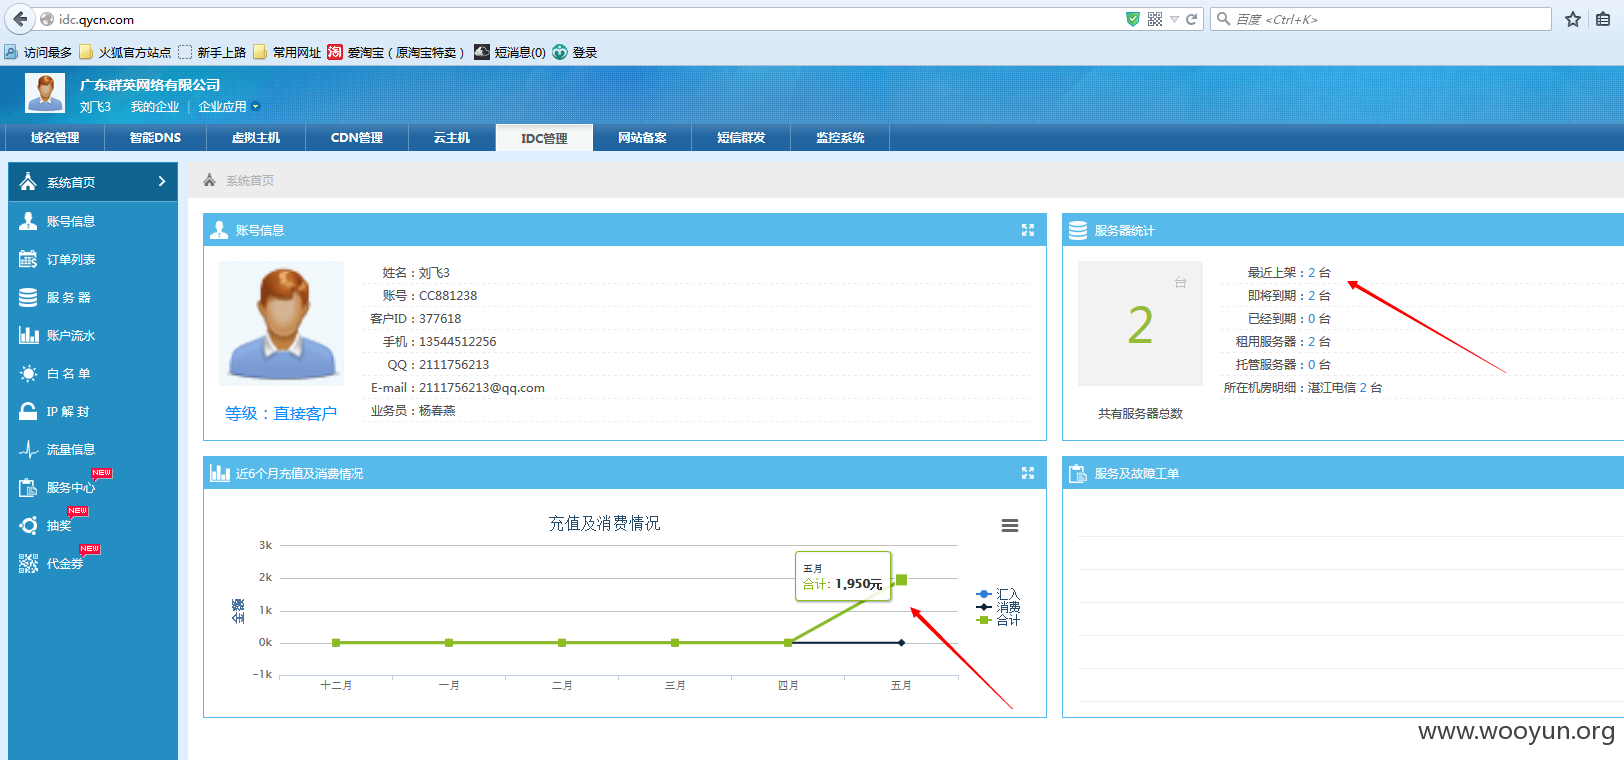 idc.qycn.com
百度 <Ctrl+K>
访问最多 火狐官方站点 新手上路 常用网址 淘 爱淘宝（原淘宝特卖） 短消息(0) 登录
广东群英网络有限公司
刘飞3 我的企业 | 企业应用
域名管理 智能DNS 虚拟主机 CDN管理 云主机 IDC管理 网站备案 短信群发 监控系统
系统首页
账号信息
订单列表
服 务 器
账户流水
白 名 单
IP 解 封
流量信息
服务中心 NEW
抽奖 NEW
代金券 NEW
系统首页
账号信息
姓名：刘飞3
账号：CC881238
客户ID：377618
手机：13544512256
QQ：2111756213
E-mail：2111756213@qq.com
业务员：杨春燕
等级：直接客户
服务器统计
台
2
共有服务器总数
最近上架：2 台
即将到期：2 台
已经到期：0 台
租用服务器：2 台
托管服务器：0 台
所在机房明细：湛江电信 2 台
近6个月充值及消费情况
充值及消费情况
金额
3k
2k
1k
0k
-1k
十二月 一月 二月 三月 四月 五月
五月
合计: 1,950元
汇入
消费
合计
服务及故障工单
www.wooyun.org